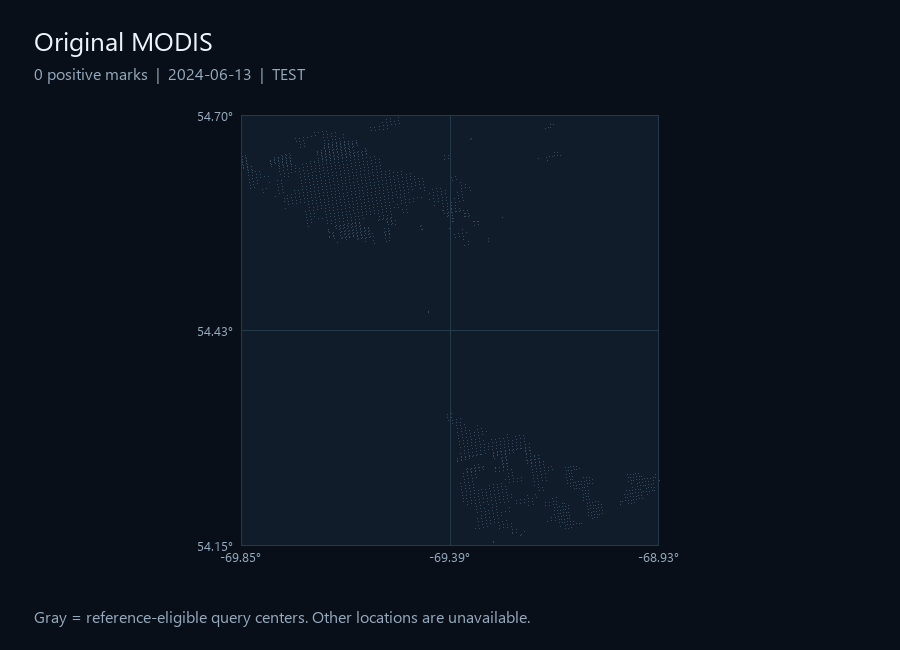 Original MODIS
0 positive marks | 2024-06-13 | TEST
54.70°
54.43°
54.15°
-69.85°
-69.39°
-68.93°
Gray = reference-eligible query centers. Other locations are unavailable.